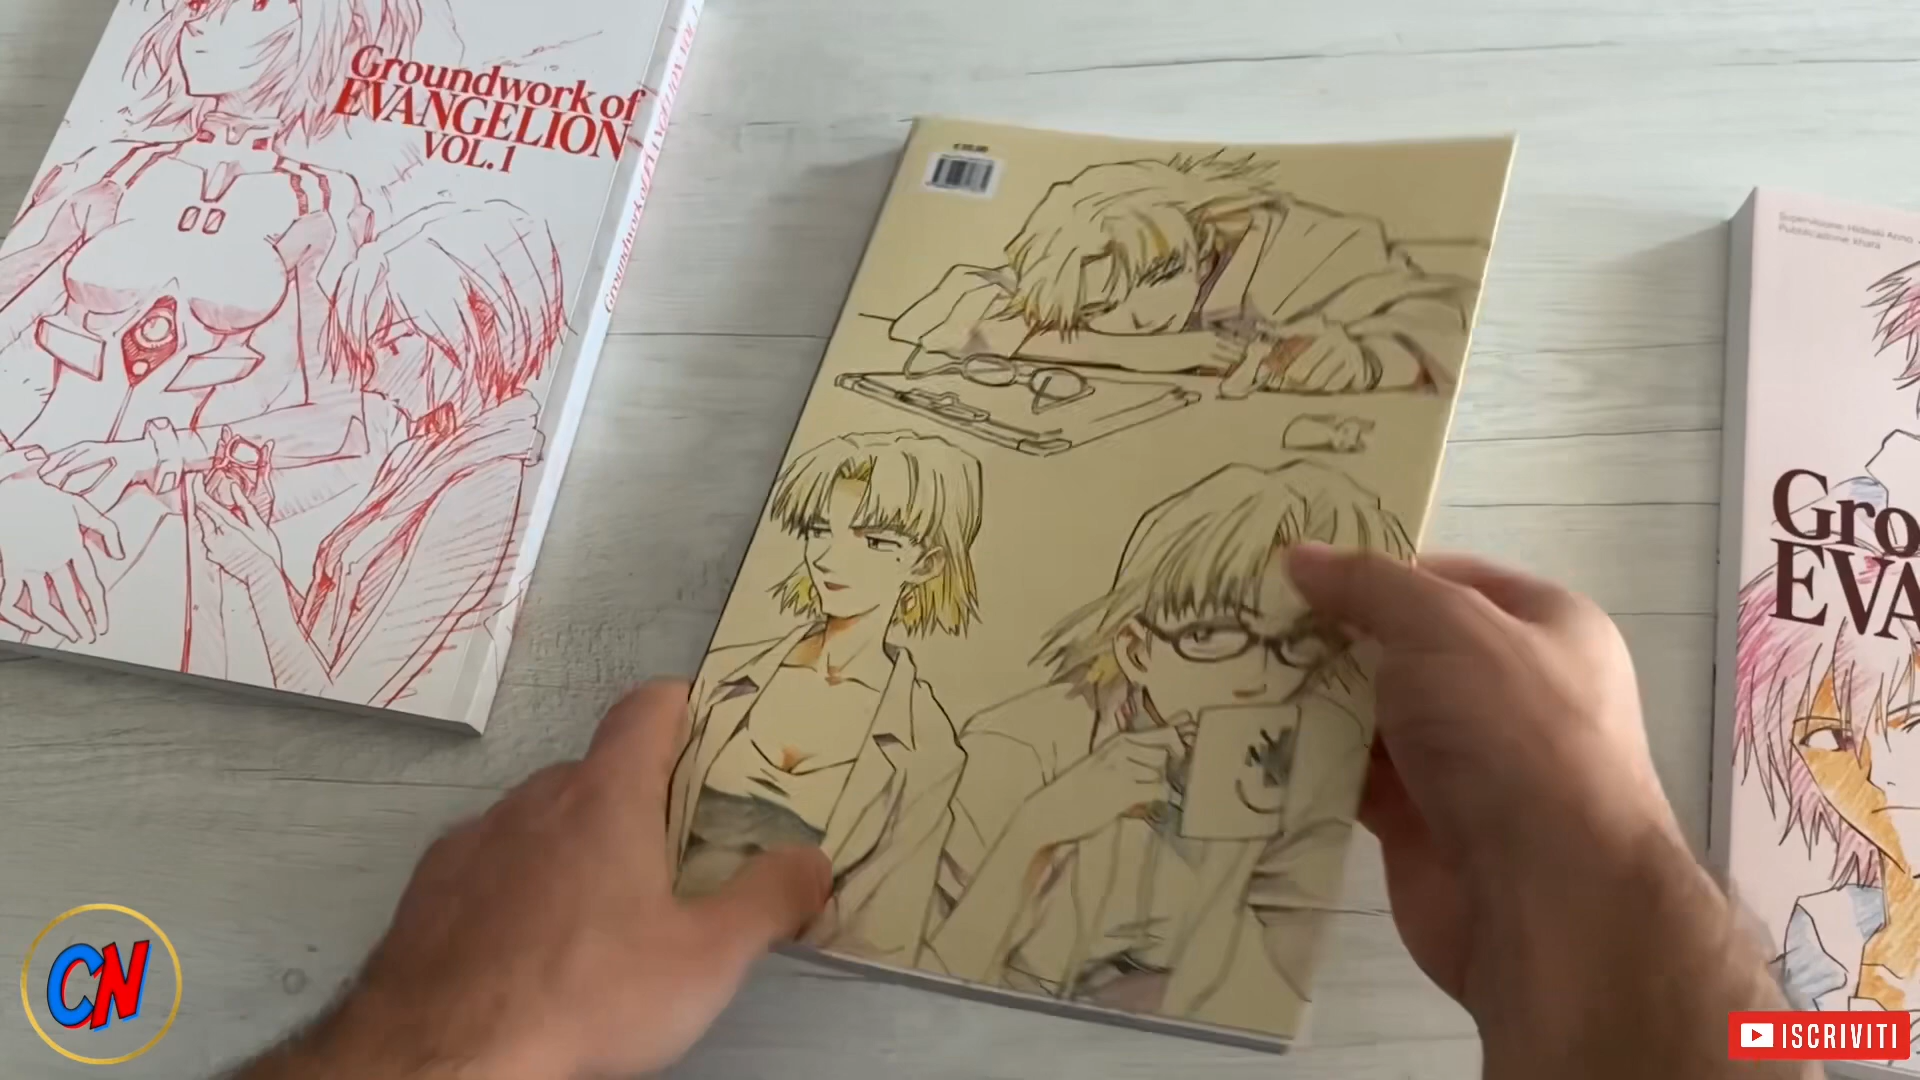 Groundwork of
EVANGELION
VOL.1
Groundwork of EVANGELION VOL.1
Supervisione: Hideaki Anno
Pubblicazione: khara
Gro
EVA
CN
ISCRIVITI